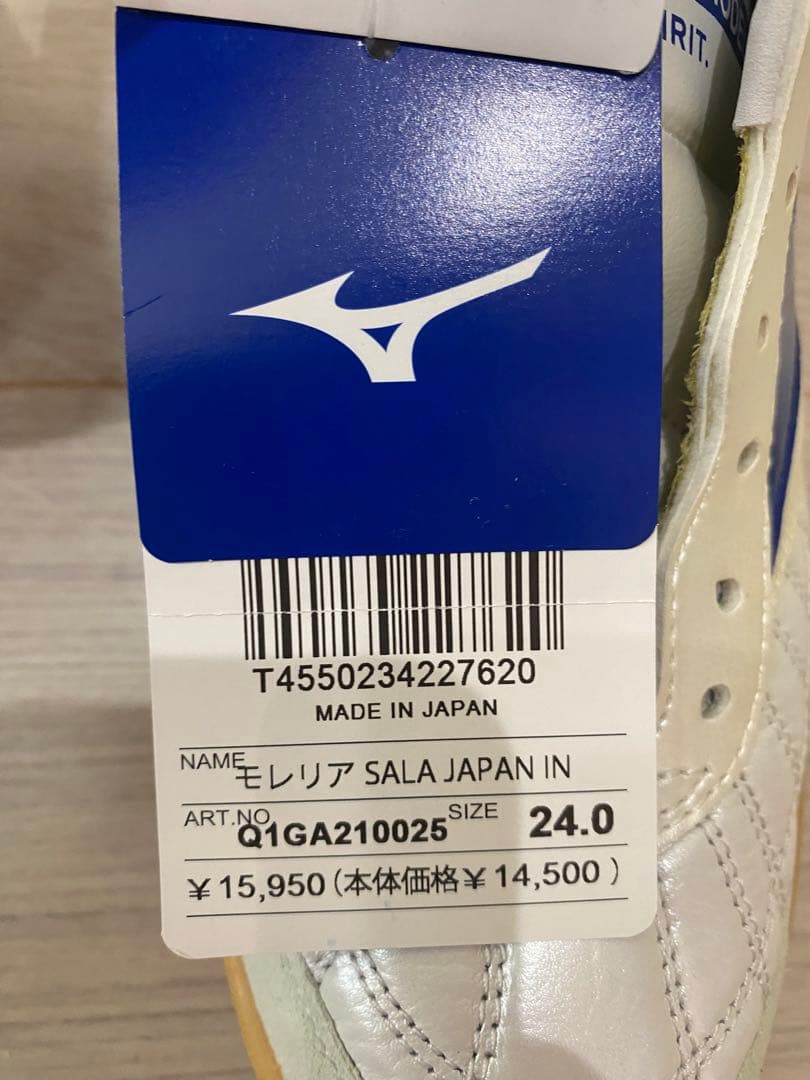 IRIT.
T4550234227620
MADE IN JAPAN
NAME モレリア SALA JAPAN IN
ART.NO Q1GA210025 SIZE 24.0
¥15,950(本体価格¥14,500)